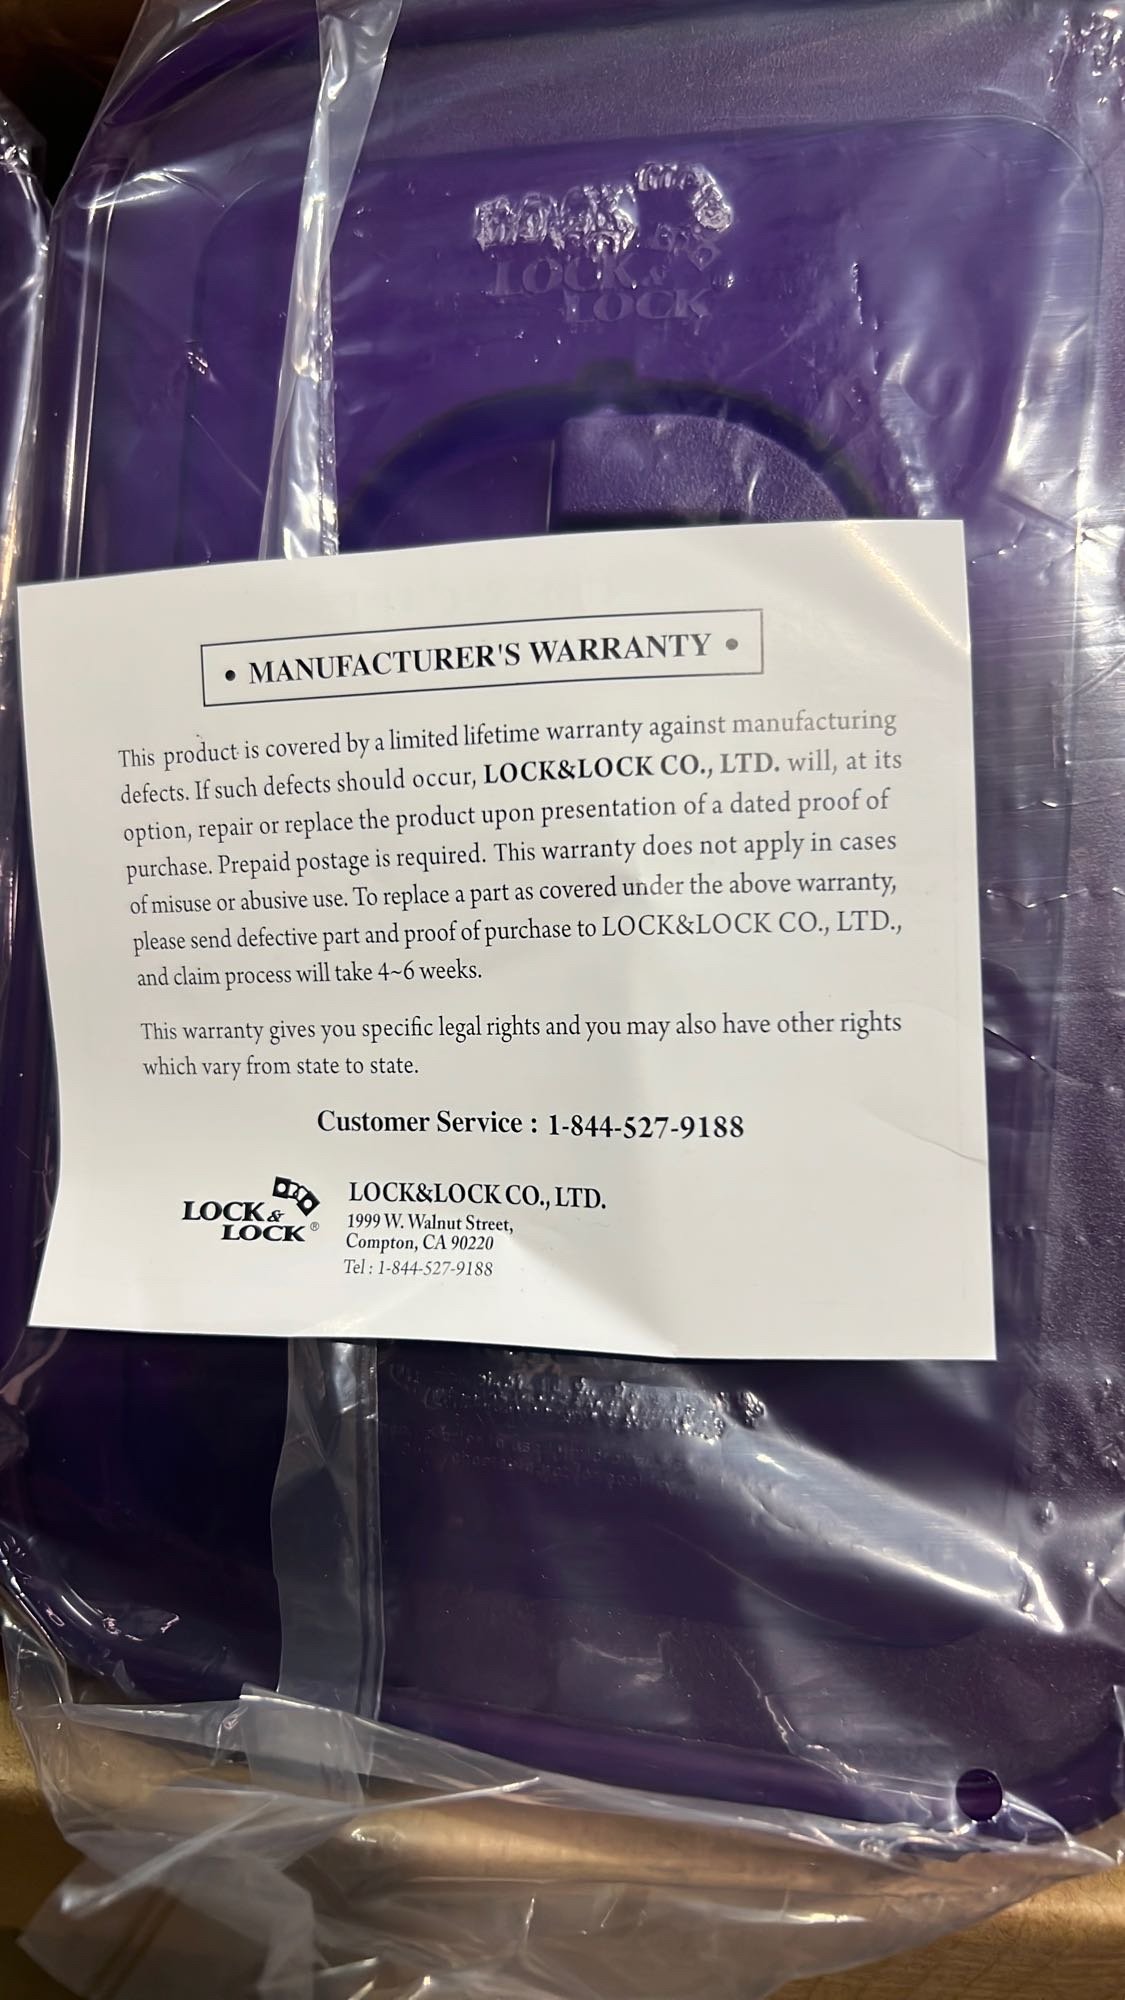 LOCK &
LOCK
• MANUFACTURER'S WARRANTY •
This product is covered by a limited lifetime warranty against manufacturing
defects. If such defects should occur, LOCK&LOCK CO., LTD. will, at its
option, repair or replace the product upon presentation of a dated proof of
purchase. Prepaid postage is required. This warranty does not apply in cases
of misuse or abusive use. To replace a part as covered under the above warranty,
please send defective part and proof of purchase to LOCK&LOCK CO., LTD.,
and claim process will take 4~6 weeks.
This warranty gives you specific legal rights and you may also have other rights
which vary from state to state.
Customer Service : 1-844-527-9188
LOCK &
LOCK ®
LOCK&LOCK CO., LTD.
1999 W. Walnut Street,
Compton, CA 90220
Tel : 1-844-527-9188